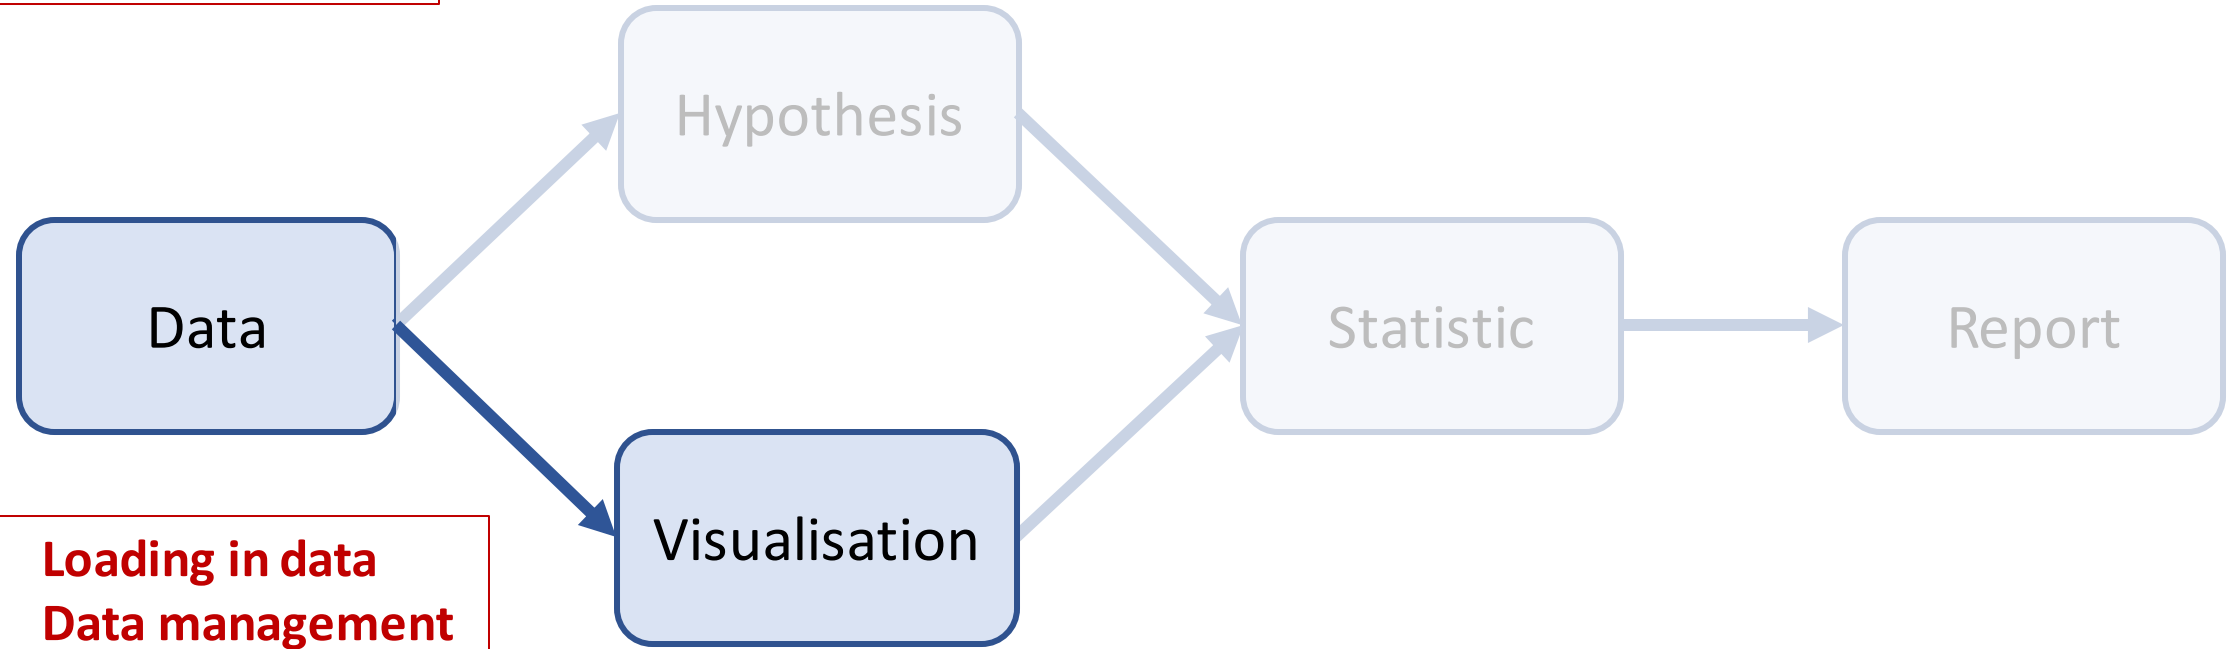 Hypothesis
Data
Statistic
Report
Visualisation
Loading in data
Data management